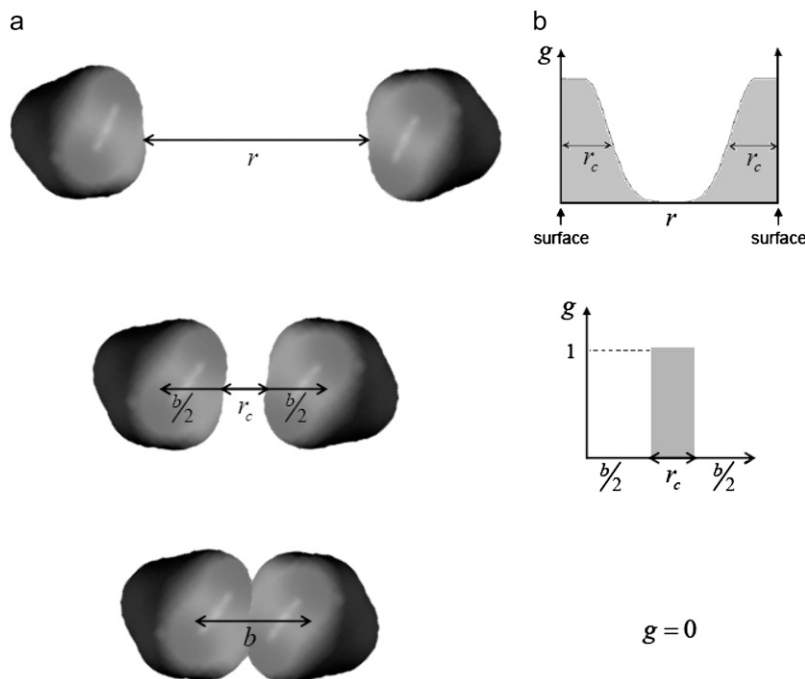 a
b
r
g
r_c
r_c
r
surface
surface
b/2
r_c
b/2
g
1
b/2
r_c
b/2
b
g = 0